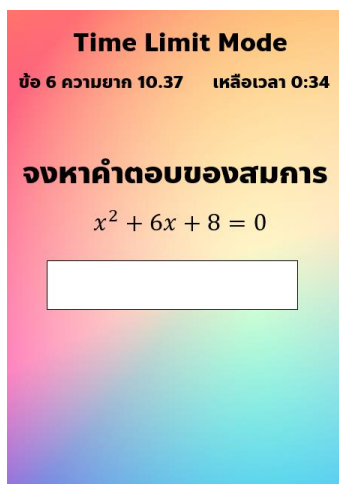 Time Limit Mode
ข้อ 6 ความยาก 10.37 เหลือเวลา 0:34
จงหาคำตอบของสมการ
x² + 6x + 8 = 0